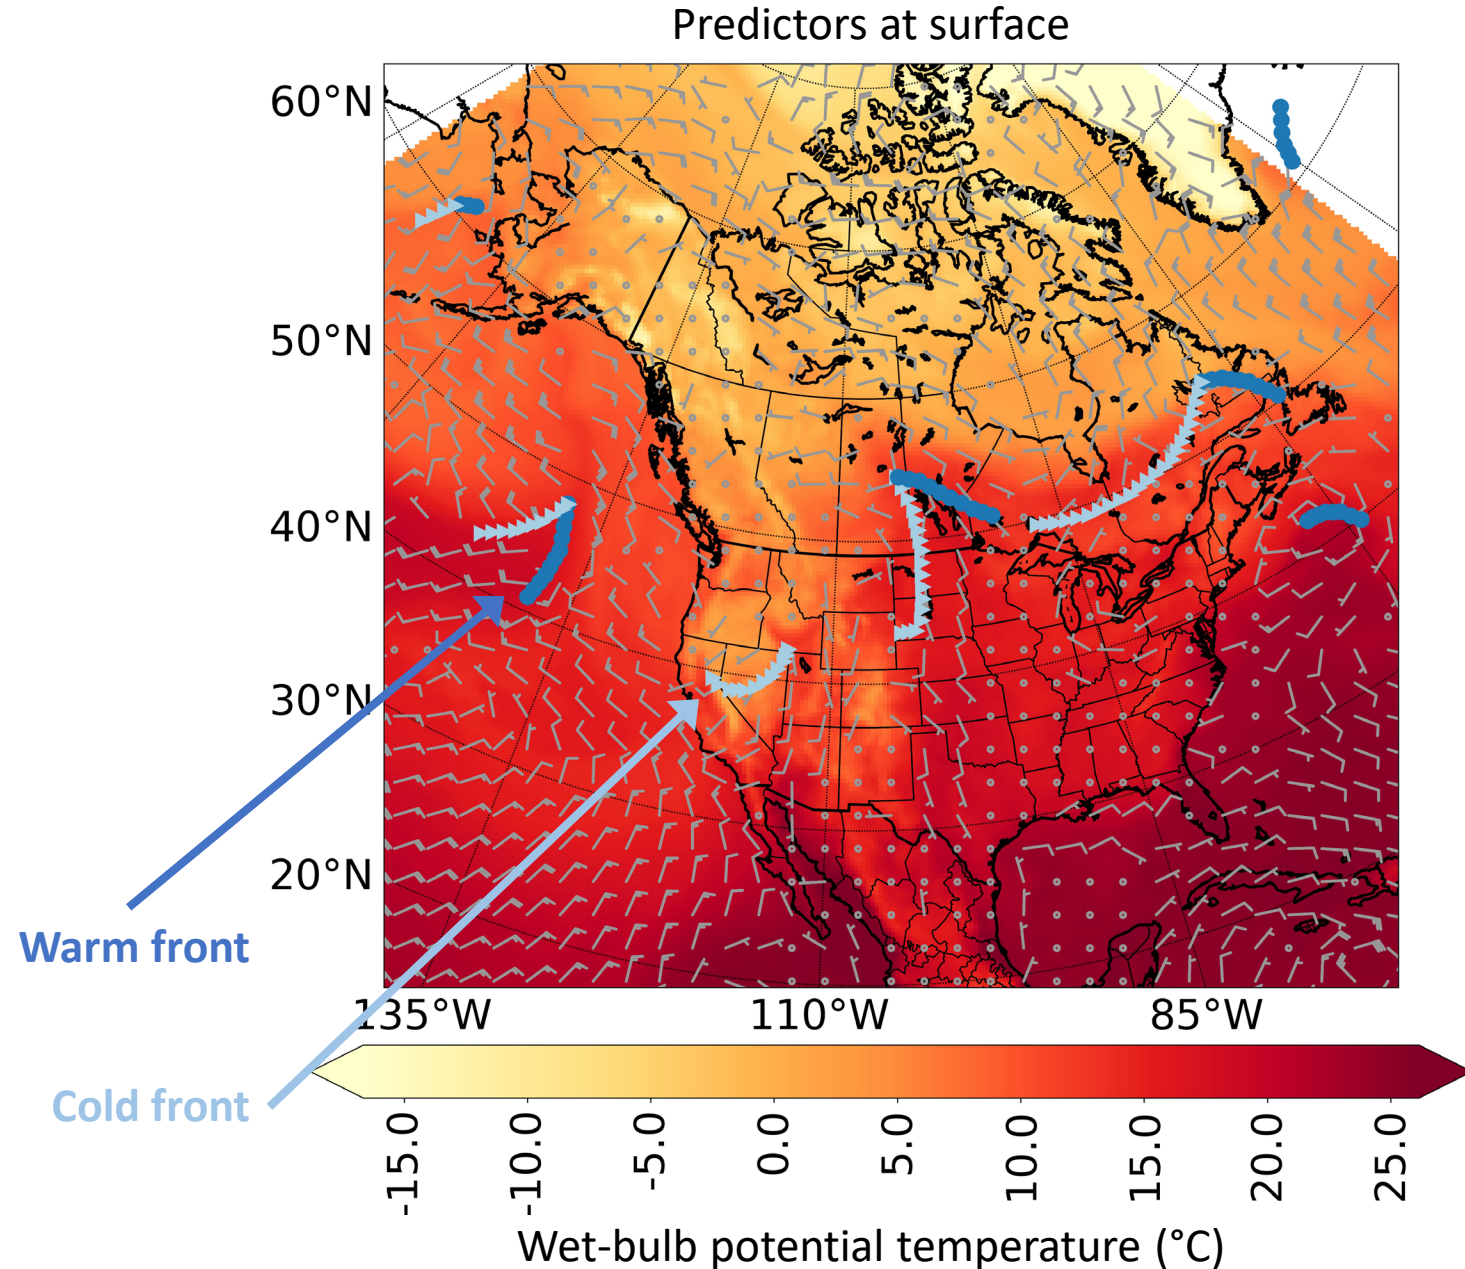 Predictors at surface
60°N
50°N
40°N
30°N
20°N
Warm front
135°W 110°W 85°W
Cold front
-15.0 -10.0 -5.0 0.0 5.0 10.0 15.0 20.0 25.0
Wet-bulb potential temperature (°C)